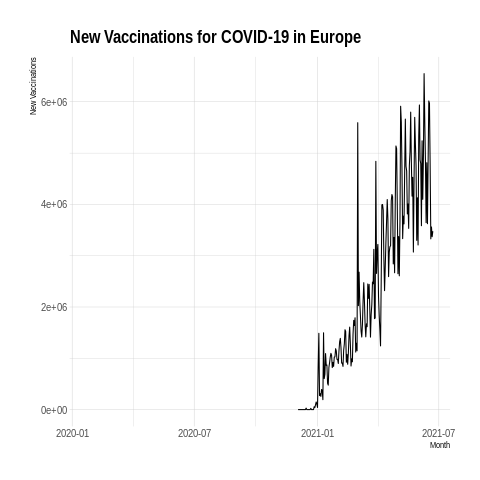 New Vaccinations for COVID-19 in Europe
New Vaccinations
6e+06
4e+06
2e+06
0e+00
2020-01 2020-07 2021-01 2021-07
Month